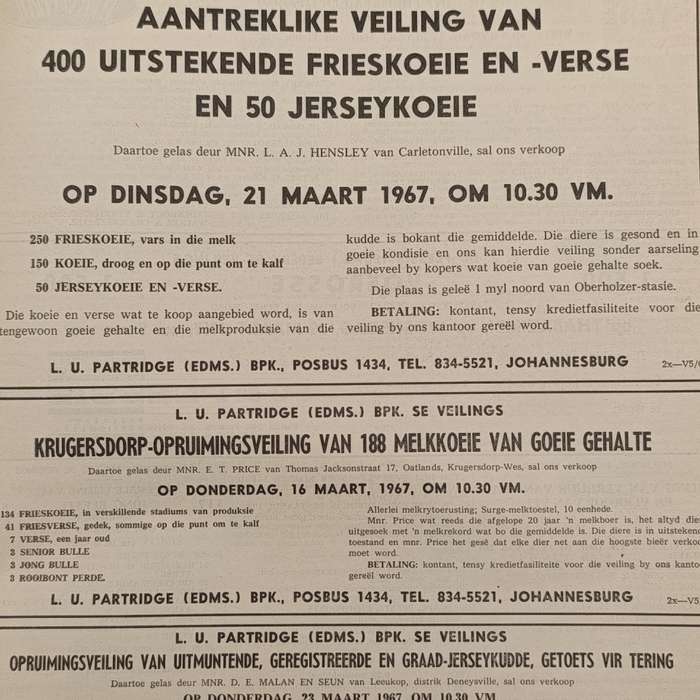 AANTREKLIKE VEILING VAN
400 UITSTEKENDE FRIESKOEIE EN -VERSE
EN 50 JERSEYKOEIE
Daartoe gelas deur MNR. L. A. J. HENSLEY van Carletonville, sal ons verkoop
OP DINSDAG, 21 MAART 1967, OM 10.30 VM.
250 FRIESKOEIE, vars in die melk
150 KOEIE, droog en op die punt om te kalf
50 JERSEYKOEIE EN -VERSE.
Die koeie en verse wat te koop aangebied word, is van
tengewoon goeie gehalte en die melkproduksie van die
kudde is bokant die gemiddelde. Die diere is gesond en in
goeie kondisie en ons kan hierdie veiling sonder aarseling
aanbeveel by kopers wat koeie van goeie gehalte soek.
Die plaas is geleë 1 myl noord van Oberholzer-stasie.
BETALING: kontant, tensy kredietfasiliteite voor die
veiling by ons kantoor gereël word.
L. U. PARTRIDGE (EDMS.) BPK., POSBUS 1434, TEL. 834-5521, JOHANNESBURG
2x—V5/
L. U. PARTRIDGE (EDMS.) BPK. SE VEILINGS
KRUGERSDORP-OPRUIMINGSVEILING VAN 188 MELKKOEIE VAN GOEIE GEHALTE
Daartoe gelas deur MNR. E. T. PRICE van Thomas Jacksonstraat 17, Oatlands, Krugersdorp-Wes, sal ons verkoop
OP DONDERDAG, 16 MAART, 1967, OM 10.30 VM.
134 FRIESKOEIE, in verskillende stadiums van produksie
41 FRIESVERSE, gedek, sommige op die punt om te kalf
7 VERSE, een jaar oud
3 SENIOR BULLE
3 JONG BULLE
3 ROOIBONT PERDE.
Allerlei melkrytoerusting; Surge-melktoestel, 10 eenhede.
Mnr. Price wat reeds die afgelope 20 jaar 'n melkboer is, het altyd die
uitgesoek met 'n melkrekord wat bo die gemiddelde is. Die diere is in uitstekend
toestand en mnr. Price het gesê dat elke dier net aan die hoogste bieër verkoo
moet word.
BETALING: kontant, tensy kredietfasiliteite voor die veiling by ons kanto
gereël word.
L. U. PARTRIDGE (EDMS.) BPK., POSBUS 1434, TEL. 834-5521, JOHANNESBURG
2x—V5
L. U. PARTRIDGE (EDMS.) BPK. SE VEILINGS
OPRUIMINGSVEILING VAN UITMUNTENDE, GEREGISTREERDE EN GRAAD-JERSEYKUDDE, GETOETS VIR TERING
Daartoe gelas deur MNR. D. E. MALAN EN SEUN van Leeukop, distrik Deneysville, sal ons verkoop
OP DONDERDAG, 23 MAART 1967, OM 10.30 VM.